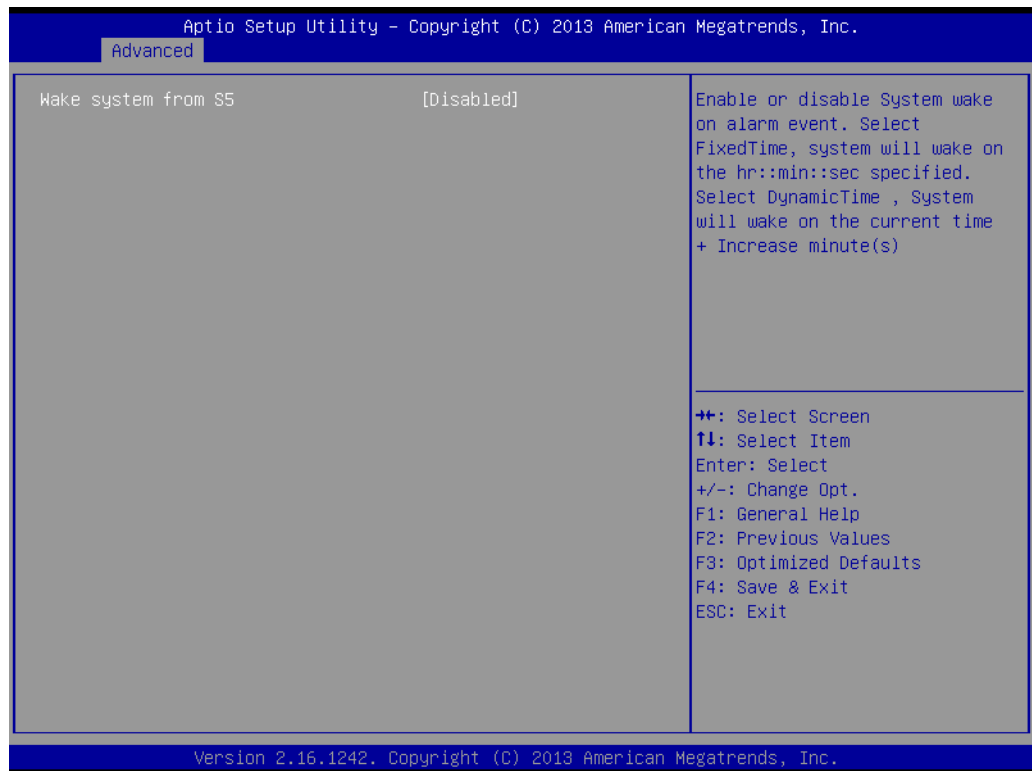 Aptio Setup Utility – Copyright (C) 2013 American Megatrends, Inc.
Advanced
Wake system from S5 [Disabled]
Enable or disable System wake
on alarm event. Select
FixedTime, system will wake on
the hr::min::sec specified.
Select DynamicTime , System
will wake on the current time
+ Increase minute(s)
→←: Select Screen
↑↓: Select Item
Enter: Select
+/-: Change Opt.
F1: General Help
F2: Previous Values
F3: Optimized Defaults
F4: Save & Exit
ESC: Exit
Version 2.16.1242. Copyright (C) 2013 American Megatrends, Inc.